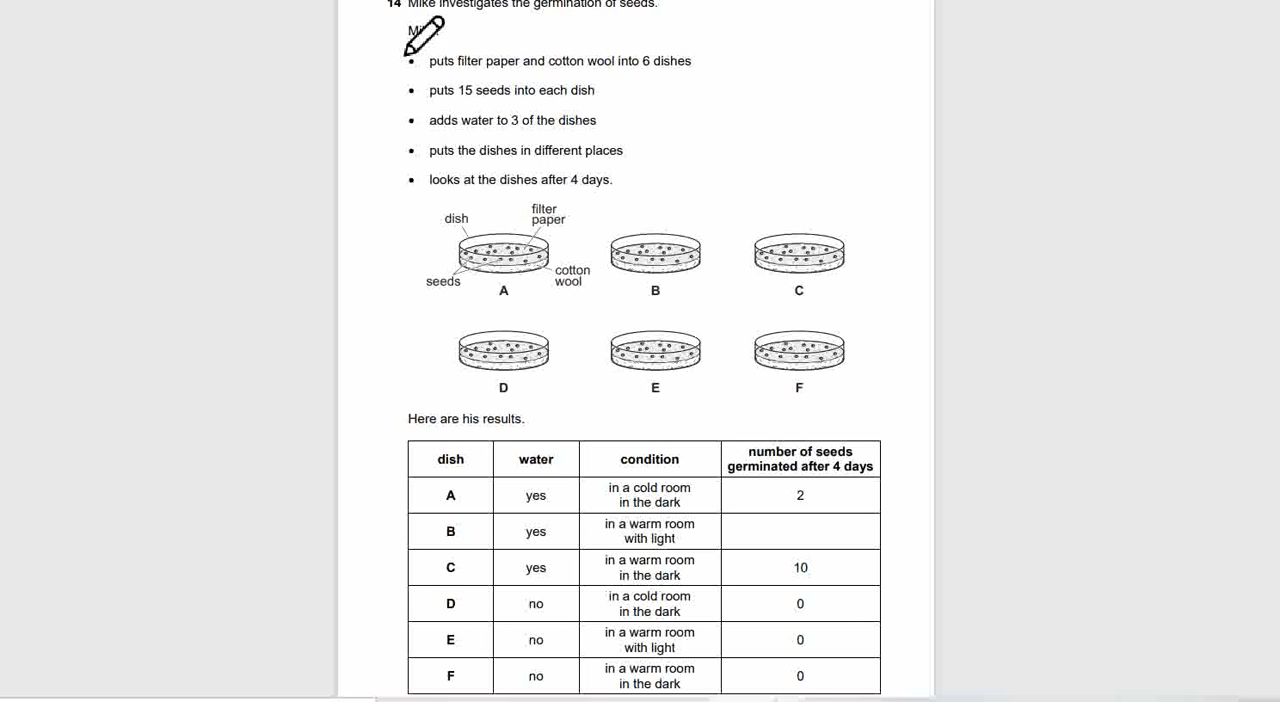 14 Mike investigates the germination of seeds.
puts filter paper and cotton wool into 6 dishes
puts 15 seeds into each dish
adds water to 3 of the dishes
puts the dishes in different places
looks at the dishes after 4 days.
dish
filter
paper
seeds
cotton
wool
A
B
C
D
E
F
Here are his results.
dish water condition number of seeds
germinated after 4 days
A yes in a cold room
in the dark 2
B yes in a warm room
with light
C yes in a warm room
in the dark 10
D no in a cold room
in the dark 0
E no in a warm room
with light 0
F no in a warm room
in the dark 0